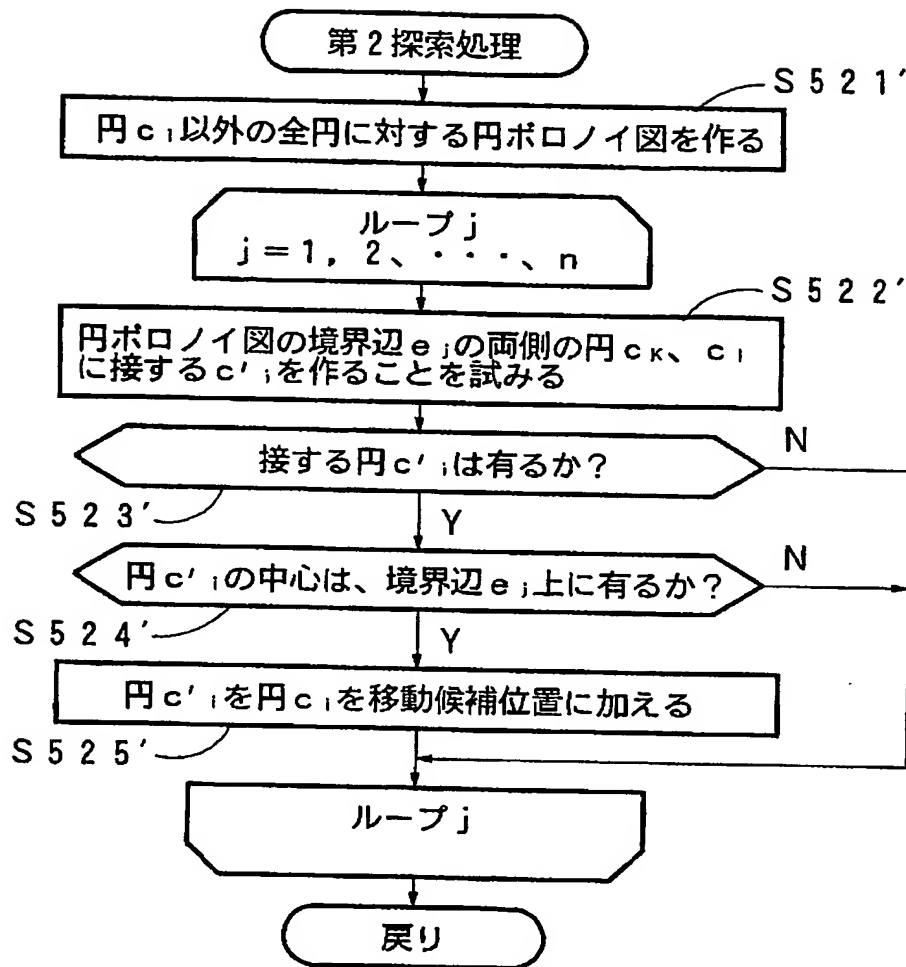 第2探索処理
S521'
円ci以外の全円に対する円ボロノイ図を作る
ループj
j=1, 2、・・・、n
S522'
円ボロノイ図の境界辺ejの両側の円cK、cl
に接するc'iを作ることを試みる
接する円c'iは有るか?
N
S523'
Y
円c'iの中心は、境界辺ej上に有るか?
N
S524'
Y
円c'iを円ciを移動候補位置に加える
S525'
ループj
戻り